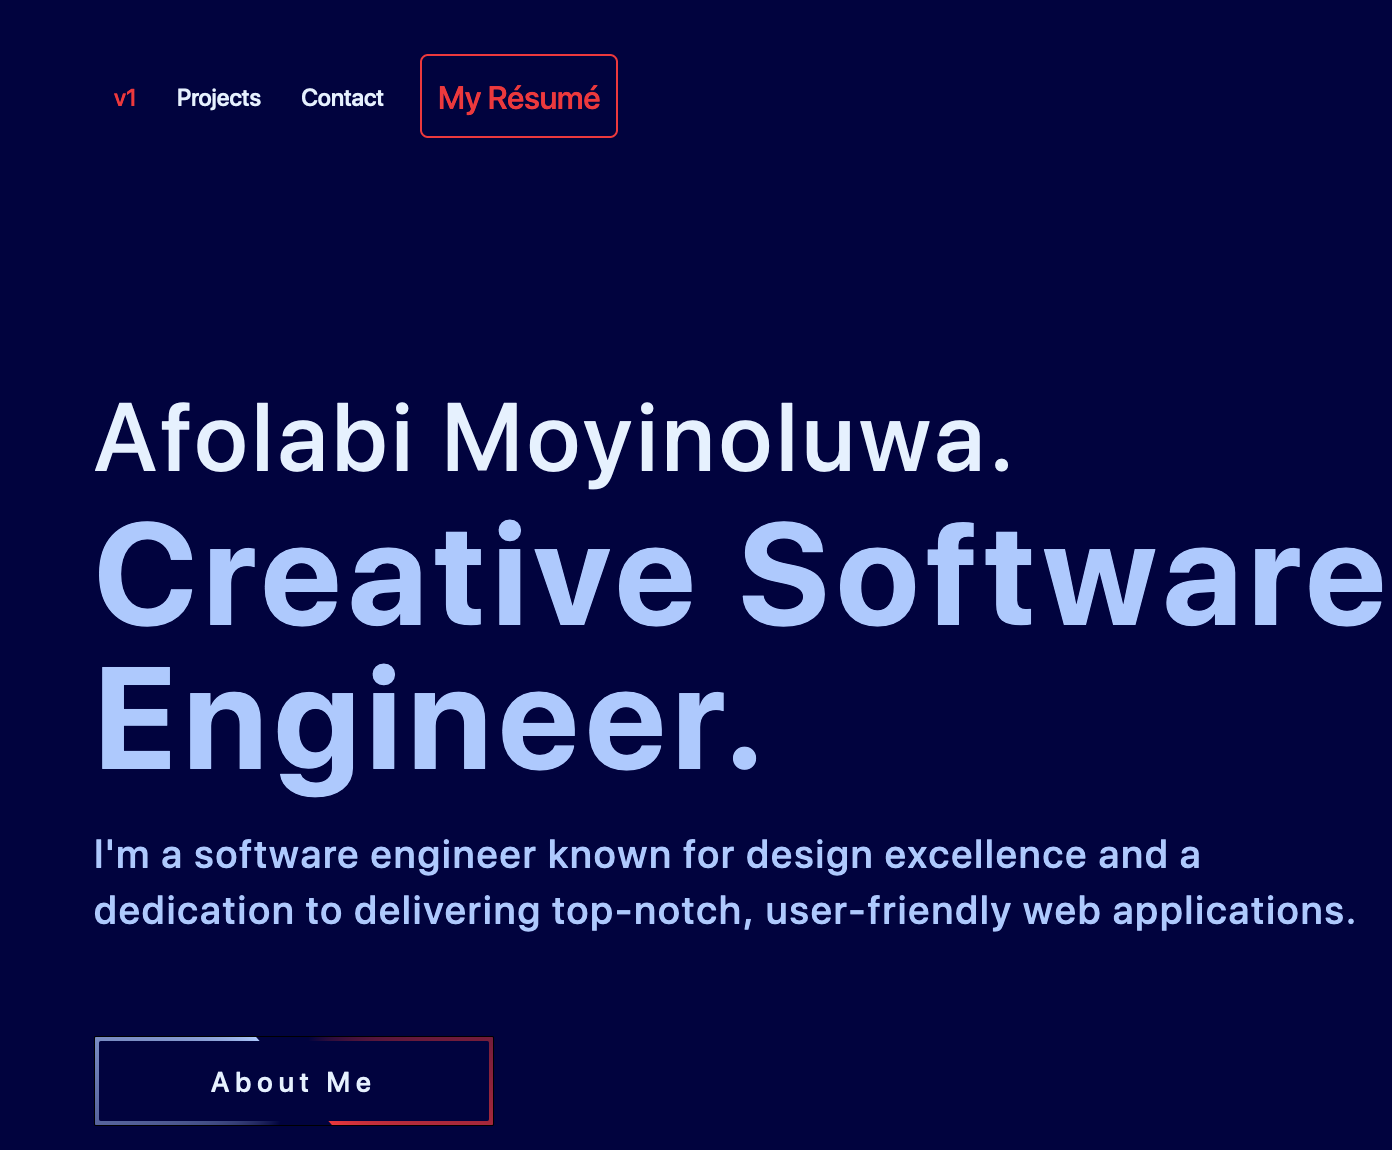 v1 Projects Contact My Résumé
Afolabi Moyinoluwa.
Creative Software
Engineer.
I'm a software engineer known for design excellence and a
dedication to delivering top-notch, user-friendly web applications.
About Me